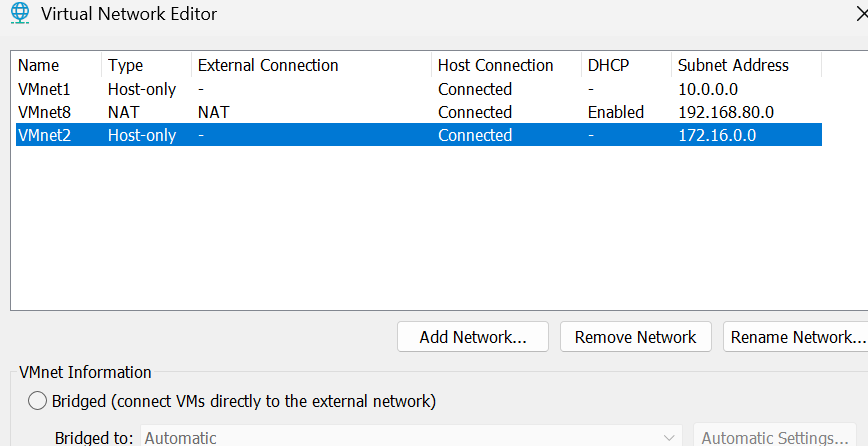 Virtual Network Editor
Name Type External Connection Host Connection DHCP Subnet Address
VMnet1 Host-only - Connected - 10.0.0.0
VMnet8 NAT NAT Connected Enabled 192.168.80.0
VMnet2 Host-only - Connected - 172.16.0.0
Add Network... Remove Network Rename Network...
VMnet Information
Bridged (connect VMs directly to the external network)
Bridged to: Automatic Automatic Settings...